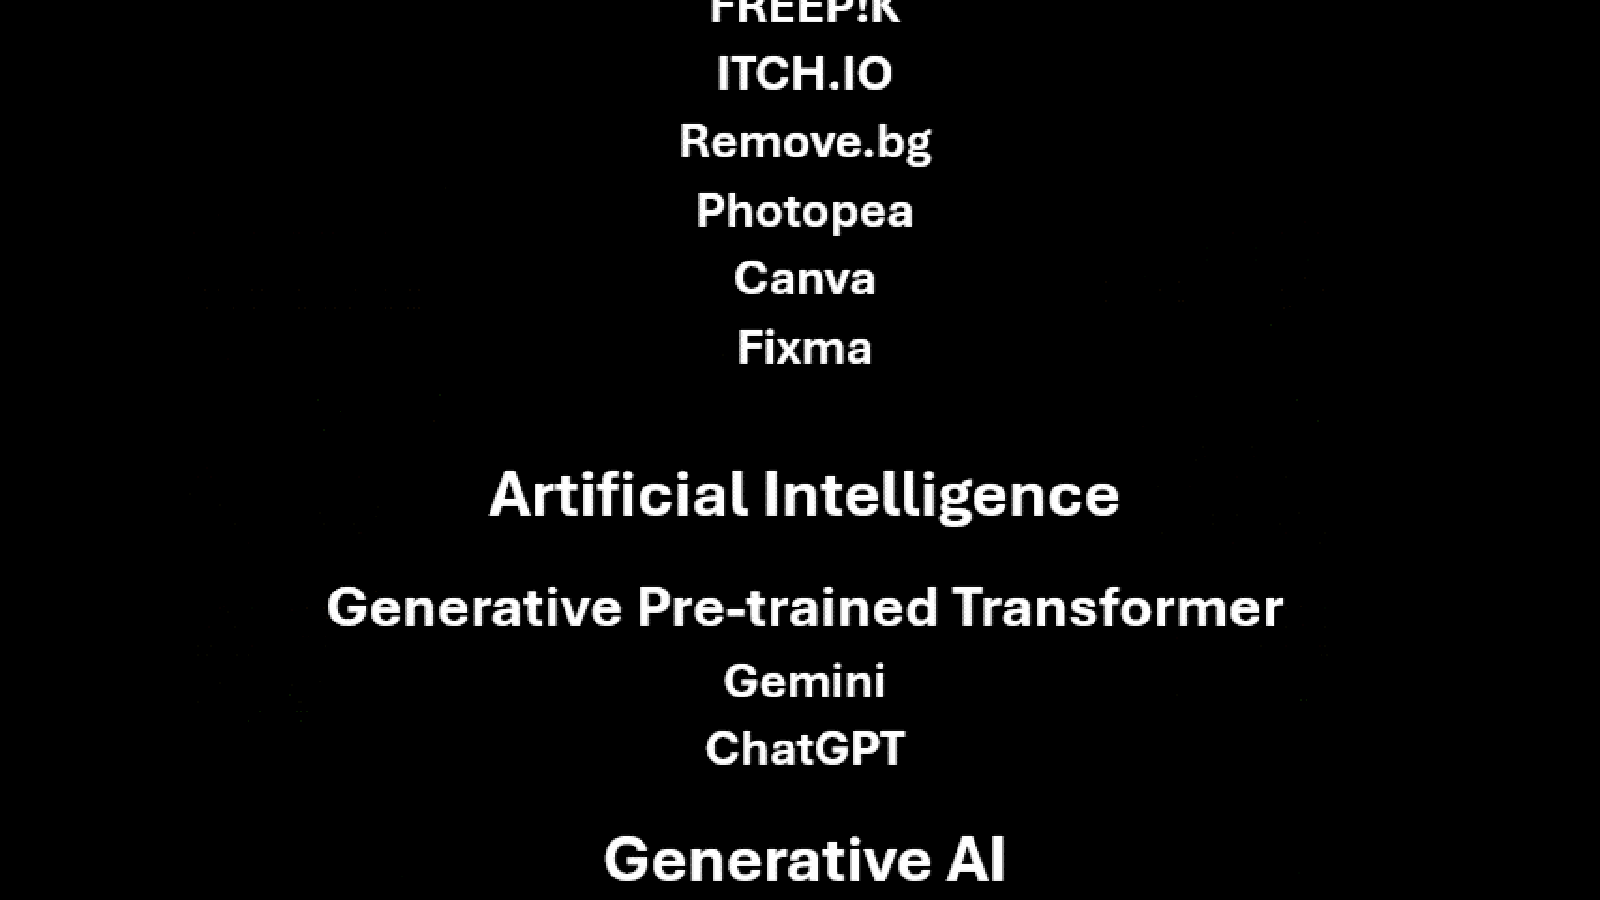 FREEP!K
ITCH.IO
Remove.bg
Photopea
Canva
Fixma
Artificial Intelligence
Generative Pre-trained Transformer
Gemini
ChatGPT
Generative AI